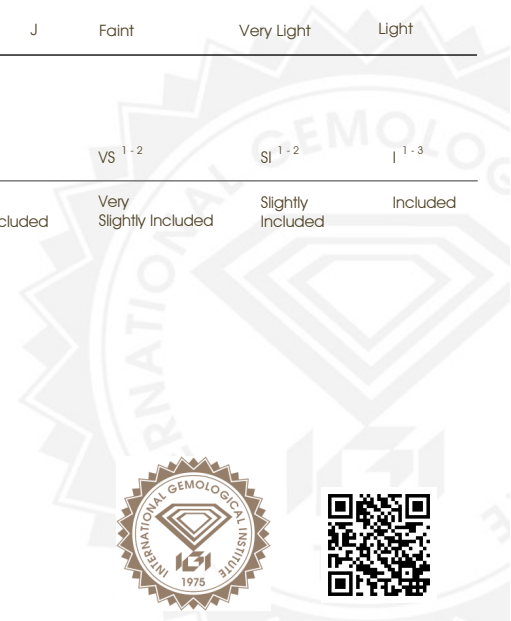 J Faint Very Light Light
VS 1 - 2 SI 1 - 2 I 1 - 3
cluded Very Slightly Included
Slightly Included
Included
INTERNATIONAL GEMOLOGICAL INSTITUTE
IGI
1975